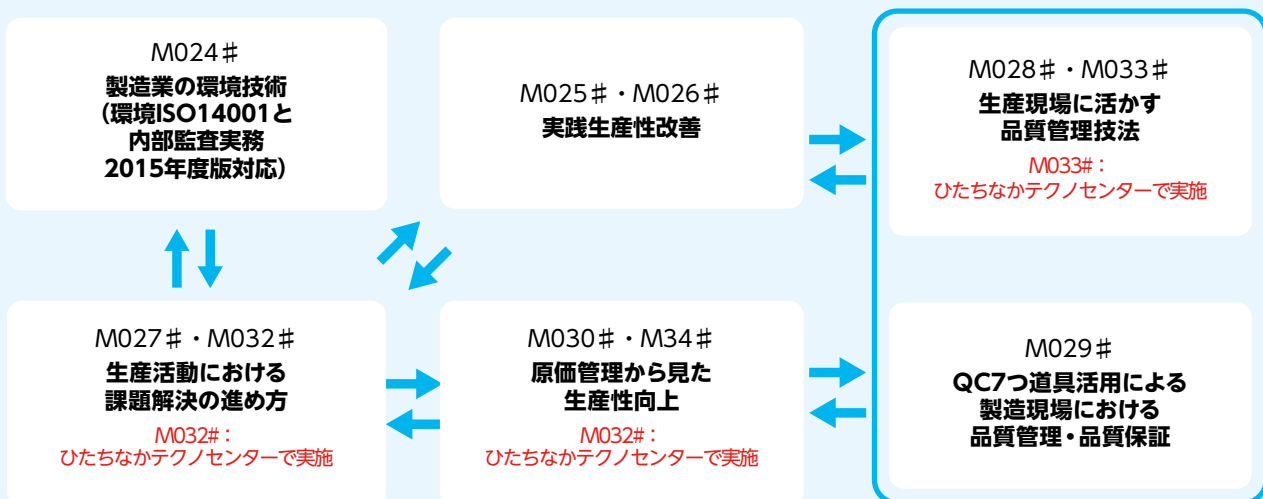 M024♯
製造業の環境技術
（環境ISO14001と
内部監査実務
2015年度版対応）
M025♯・M026♯
実践生産性改善
M028♯・M033♯
生産現場に活かす
品質管理技法
M033#：
ひたちなかテクノセンターで実施
M027♯・M032♯
生産活動における
課題解決の進め方
M032#：
ひたちなかテクノセンターで実施
M030♯・M34♯
原価管理から見た
生産性向上
M032#：
ひたちなかテクノセンターで実施
M029♯
QC7つ道具活用による
製造現場における
品質管理・品質保証